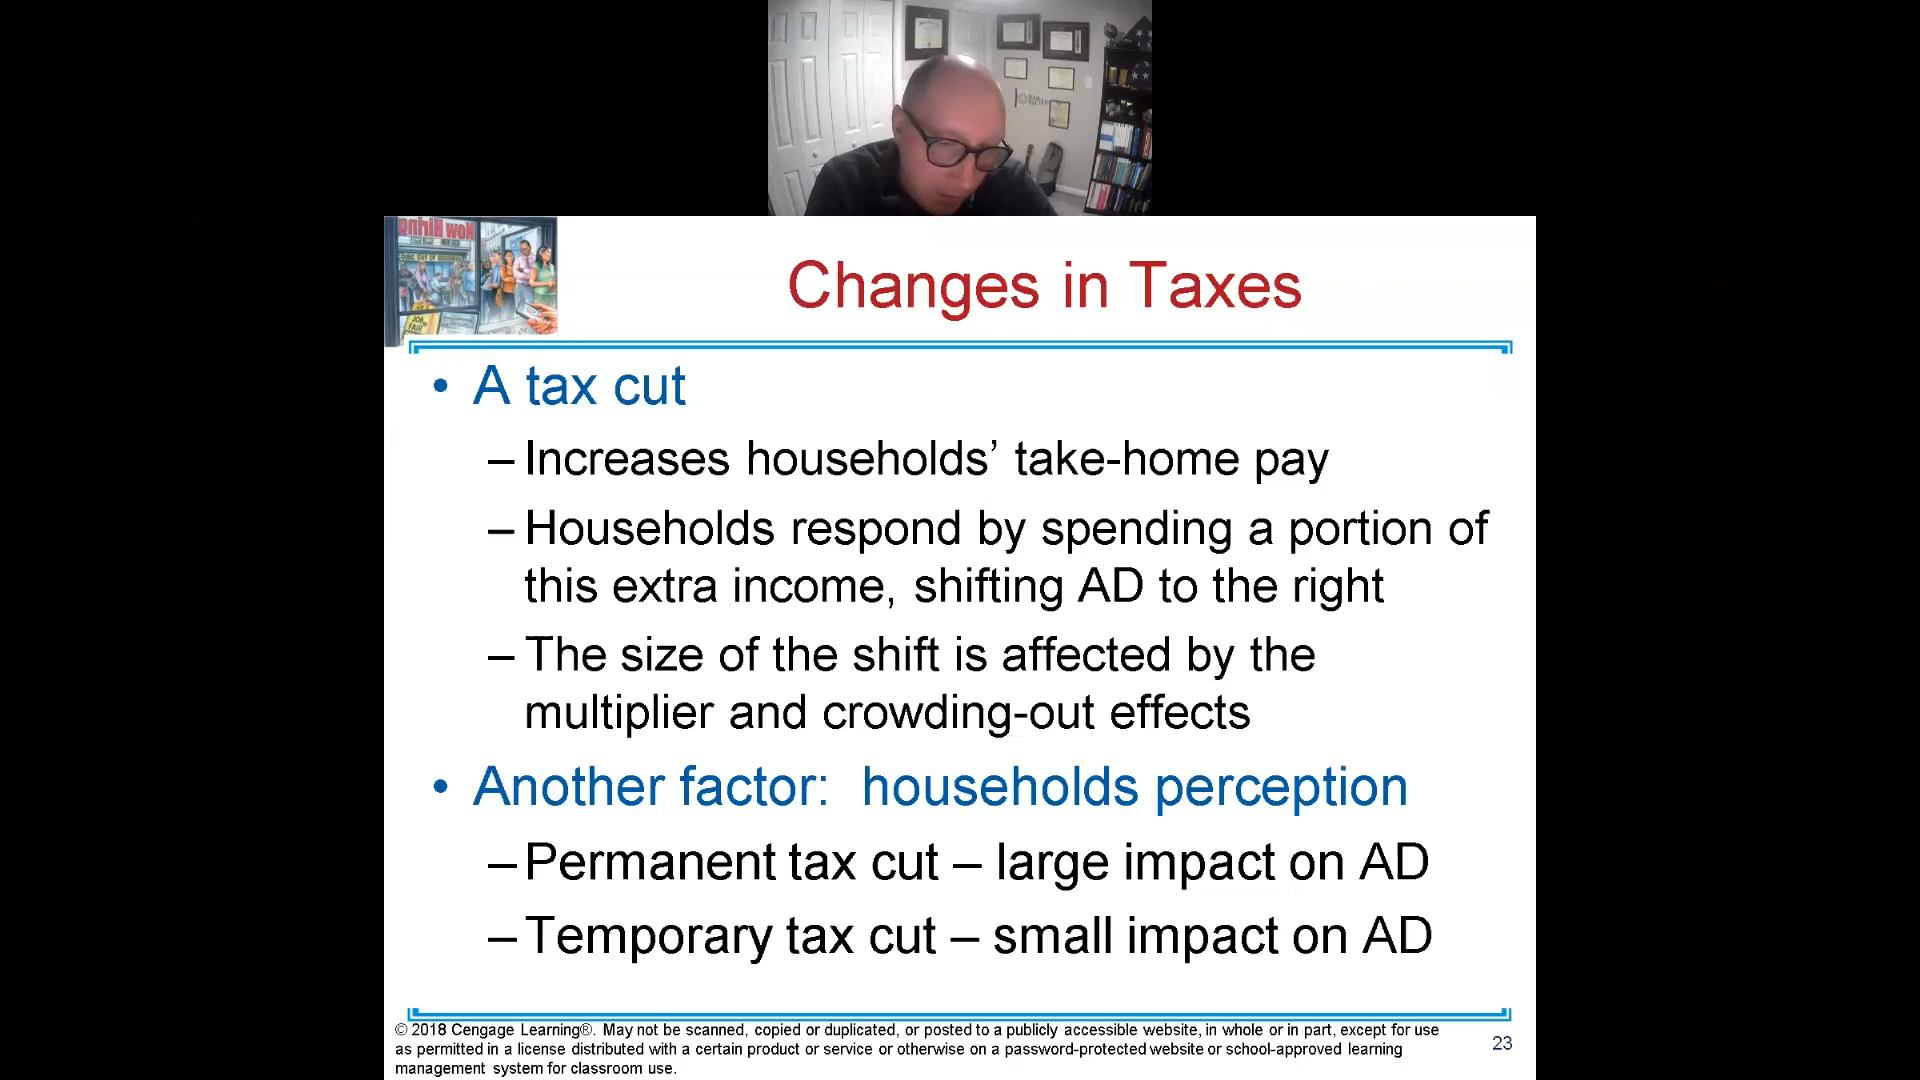 Now Hiring
JOB
FAIR
Changes in Taxes
• A tax cut
– Increases households’ take-home pay
– Households respond by spending a portion of
this extra income, shifting AD to the right
– The size of the shift is affected by the
multiplier and crowding-out effects
• Another factor:  households perception
– Permanent tax cut – large impact on AD
– Temporary tax cut – small impact on AD
© 2018 Cengage Learning®. May not be scanned, copied or duplicated, or posted to a publicly accessible website, in whole or in part, except for use
as permitted in a license distributed with a certain product or service or otherwise on a password-protected website or school-approved learning
management system for classroom use.
23